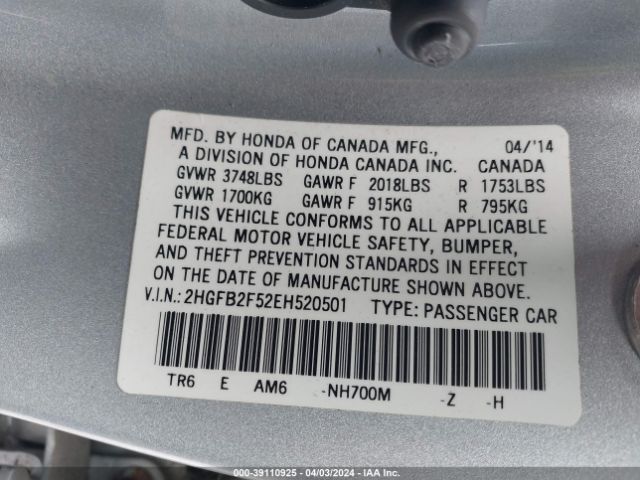 MFD. BY HONDA OF CANADA MFG., 04/'14
A DIVISION OF HONDA CANADA INC. CANADA
GVWR 3748LBS GAWR F 2018LBS R 1753LBS
GVWR 1700KG GAWR F 915KG R 795KG
THIS VEHICLE CONFORMS TO ALL APPLICABLE
FEDERAL MOTOR VEHICLE SAFETY, BUMPER,
AND THEFT PREVENTION STANDARDS IN EFFECT
ON THE DATE OF MANUFACTURE SHOWN ABOVE.
V.I.N.: 2HGFB2F52EH520501 TYPE: PASSENGER CAR
TR6 E AM6 -NH700M -Z -H
000-39110925 - 04/03/2024 - IAA Inc.